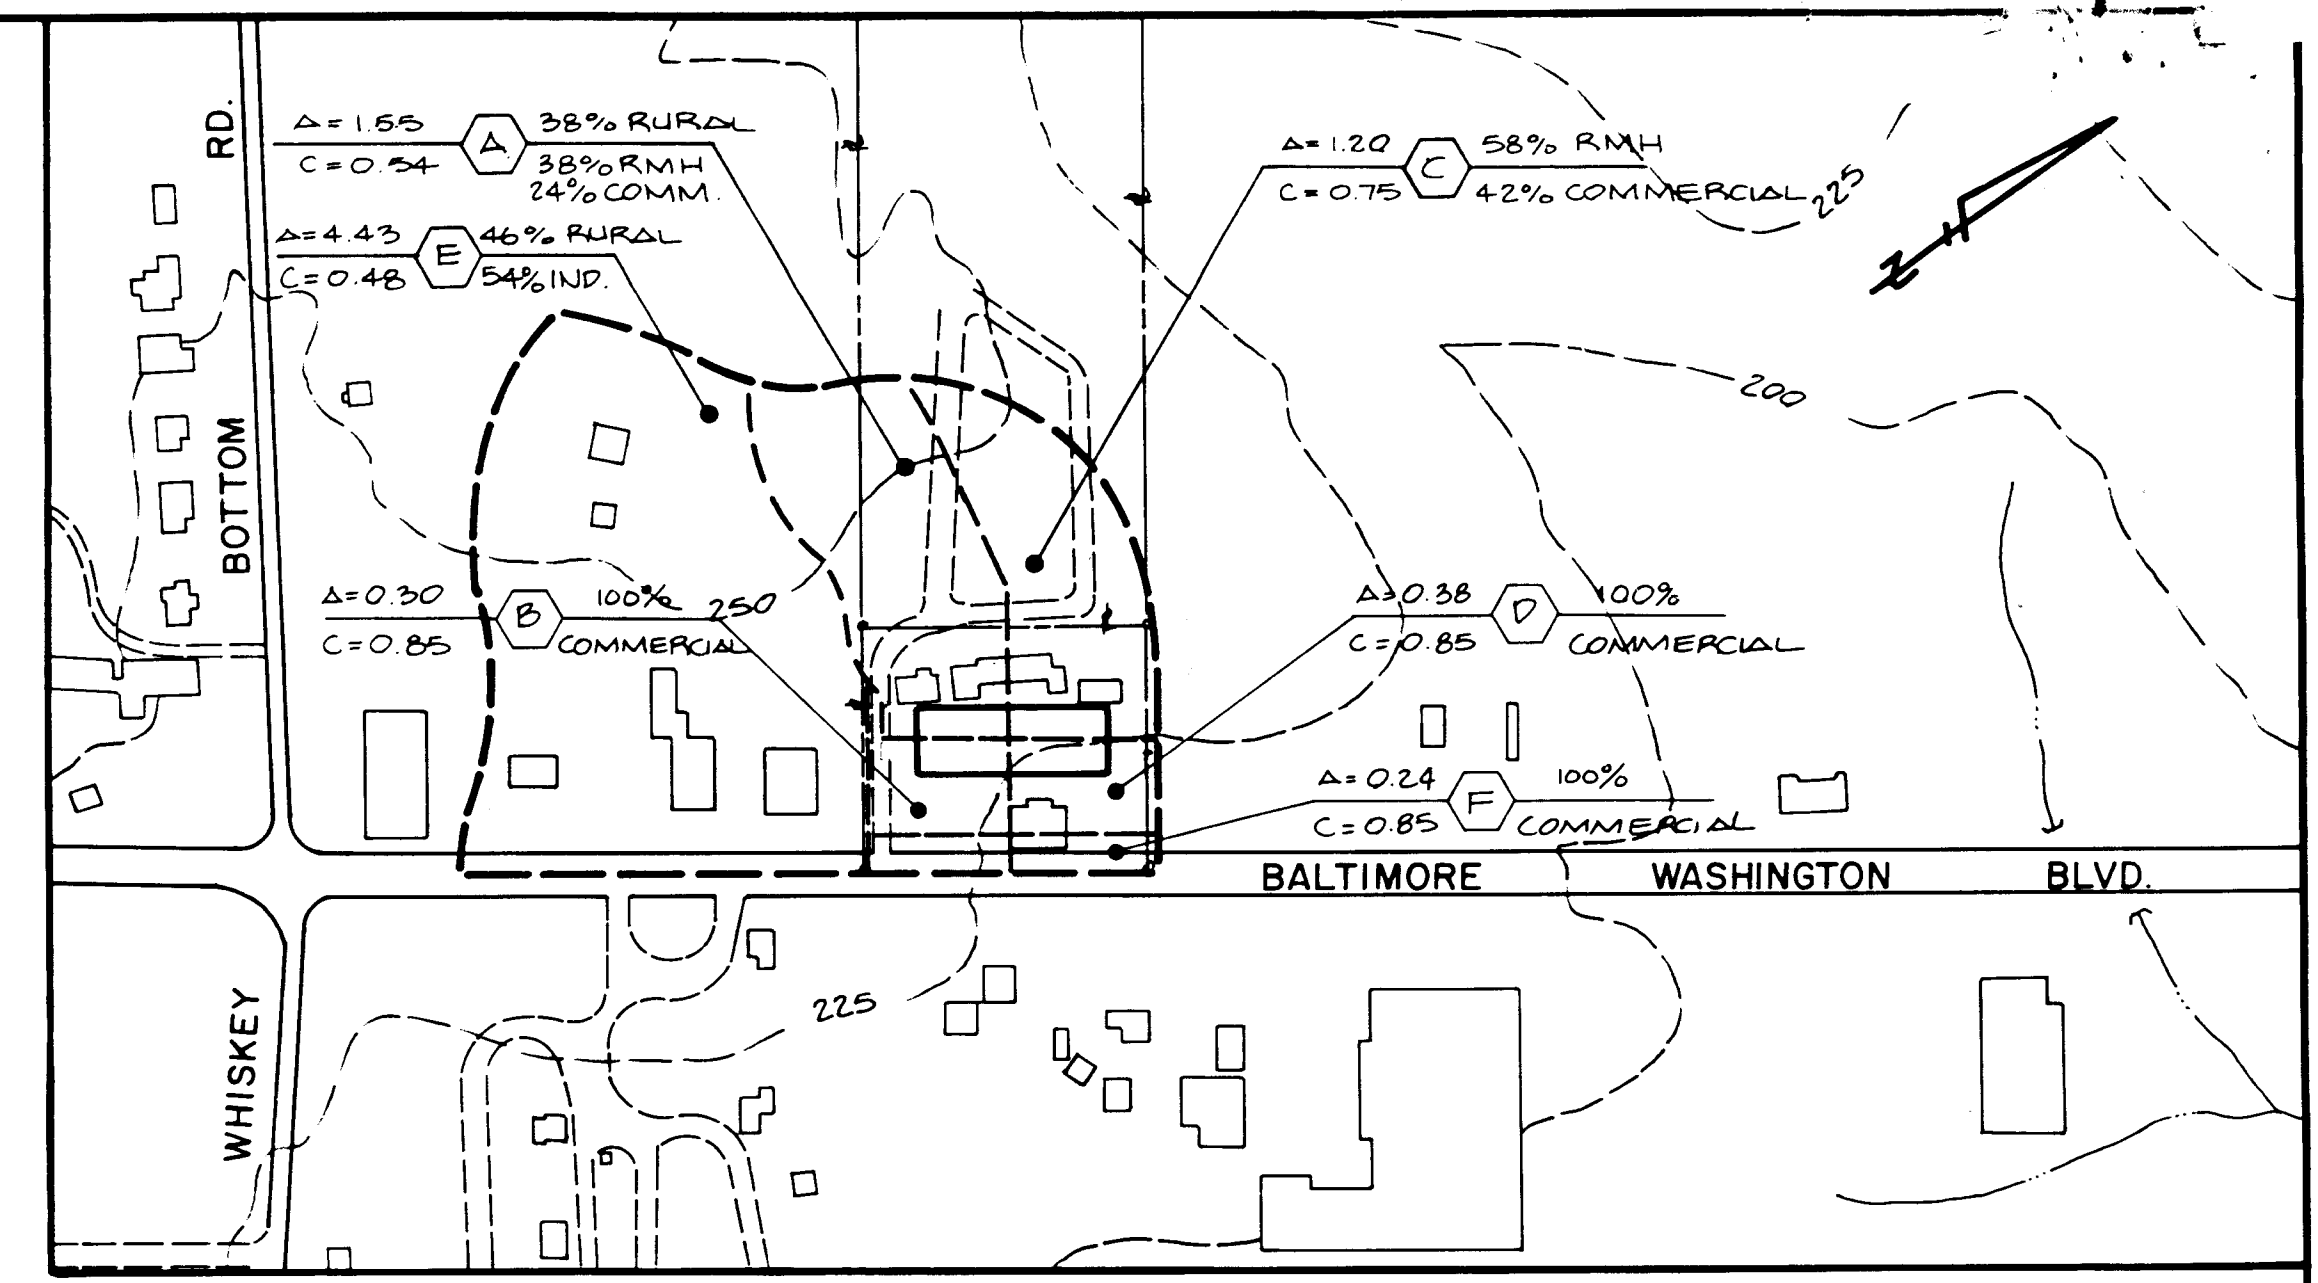 RD.
A = 1.55
A
38% RURAL
C = 0.54
38% RMH
24% COMM.
A = 4.43
E
46% RURAL
C = 0.48
54% IND.
A = 1.20
C
58% RMH
C = 0.75
42% COMMERCIAL
225
N
200
BOTTOM
A = 0.30
B
100%
250
C = 0.85
COMMERCIAL
A = 0.38
D
100%
C = 0.85
COMMERCIAL
A = 0.24
F
100%
C = 0.85
COMMERCIAL
BALTIMORE WASHINGTON BLVD.
225
WHISKEY